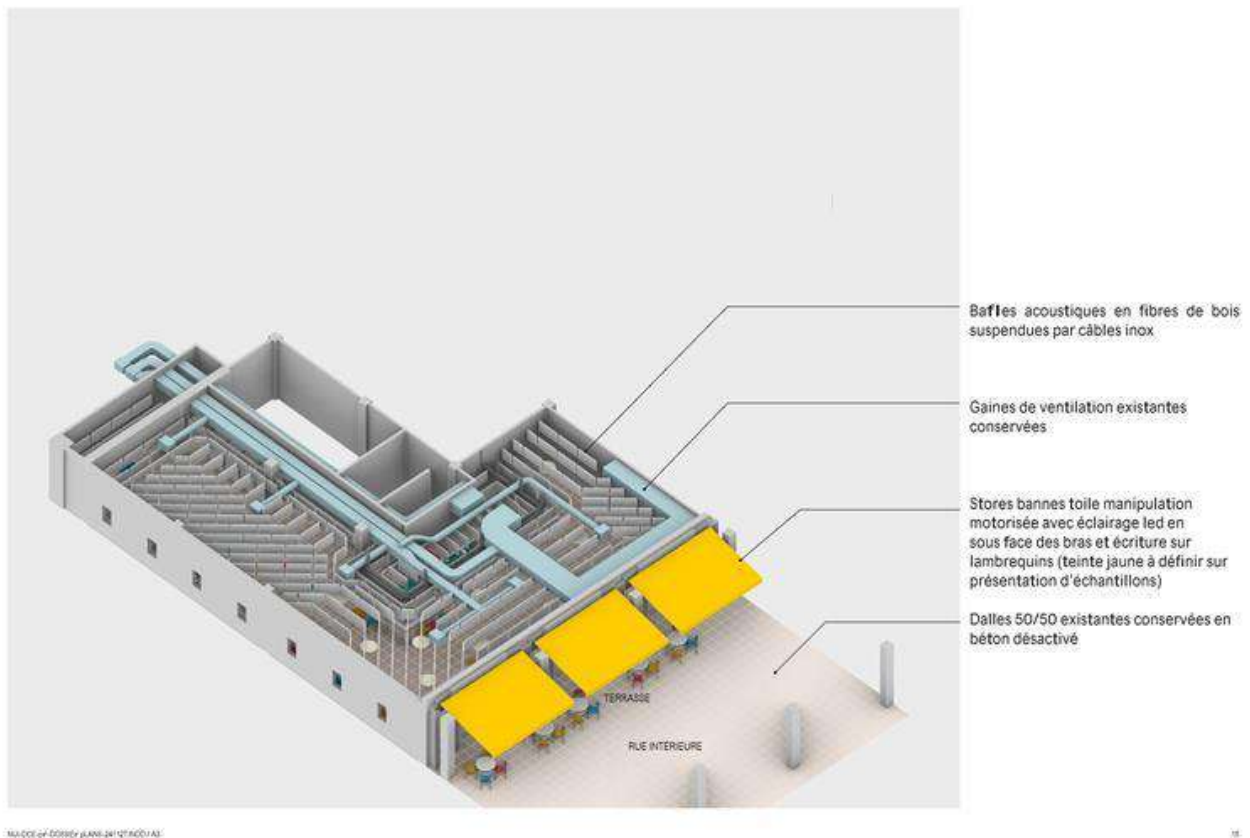 Baffles acoustiques en fibres de bois
suspendues par câbles inox
Gaines de ventilation existantes
conservées
Stores bannes toile manipulation
motorisée avec éclairage led en
sous face des bras et écriture sur
lambrequins (teinte jaune à définir sur
présentation d'échantillons)
Dalles 50/50 existantes conservées en
béton désactivé
TERRASSE
RUE INTÉRIEURE